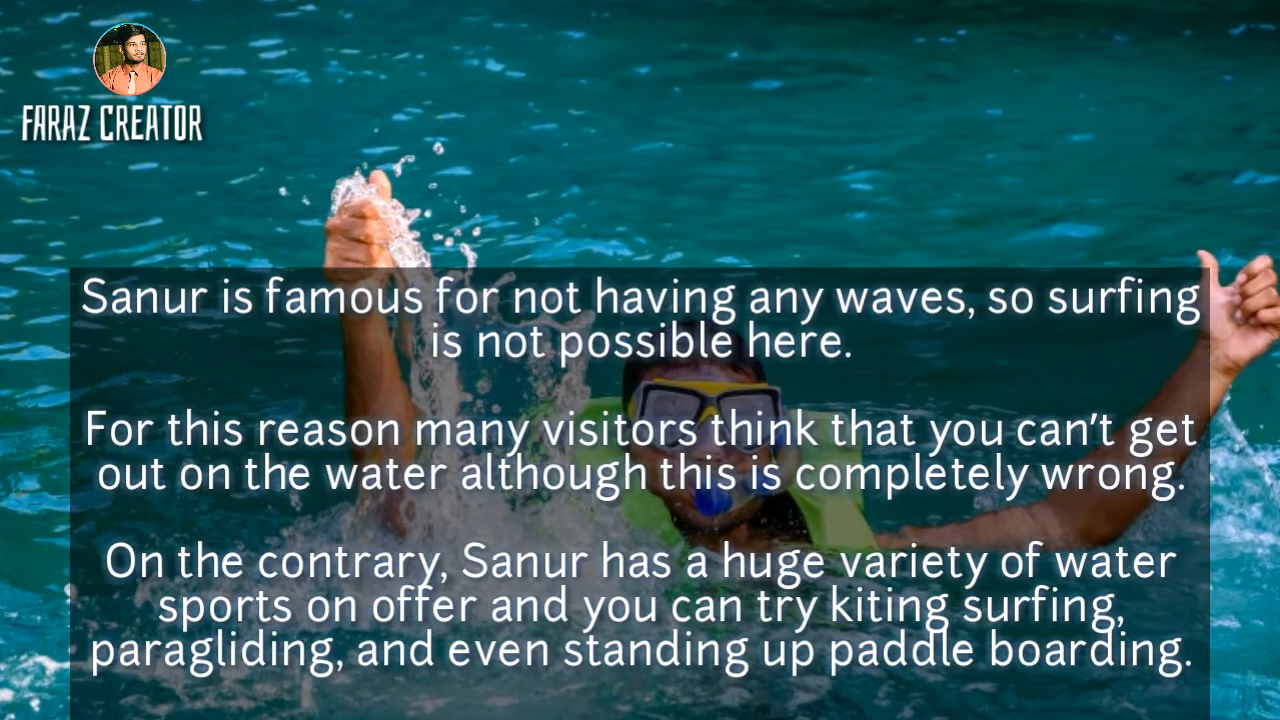 FARAZ CREATOR
Sanur is famous for not having any waves, so surfing
is not possible here.
For this reason many visitors think that you can't get
out on the water although this is completely wrong.
On the contrary, Sanur has a huge variety of water
sports on offer and you can try kiting surfing,
paragliding, and even standing up paddle boarding.